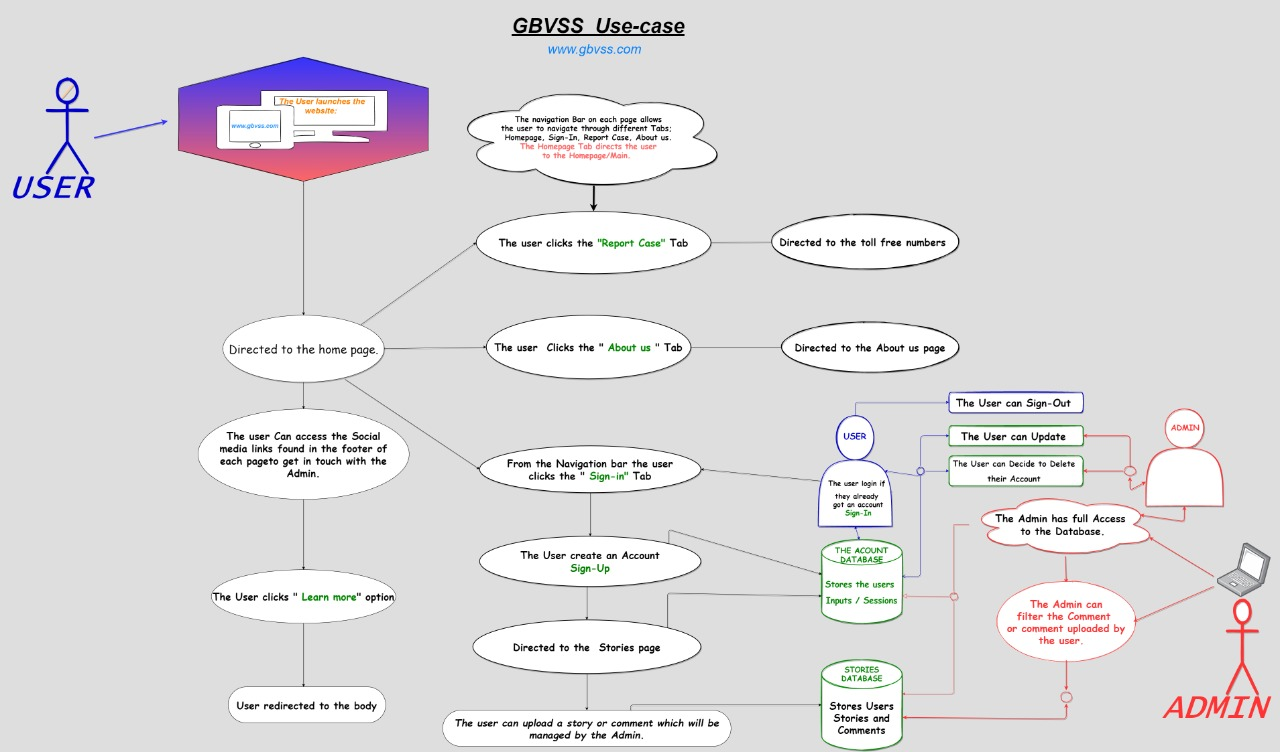 GBVSS Use-case
www.gbvss.com
The User launches the
website:
www.gbvss.com
USER
The navigation Bar on each page allows
the user to navigate through different Tabs;
Homepage, Sign-In, Report Case, About us.
The Homepage Tab directs the user
to the Homepage/Main.
The user clicks the "Report Case" Tab
Directed to the toll free numbers
Directed to the home page.
The user Clicks the " About us " Tab
Directed to the About us page
The user Can access the Social
media links found in the footer of
each pageto get in touch with the
Admin.
From the Navigation bar the user
clicks the " Sign-in" Tab
USER
The user login if
they already
got an account
Sign-In
The User can Sign-Out
The User can Update
The User can Decide to Delete
their Account
ADMIN
The Admin has full Access
to the Database.
The User create an Account
Sign-Up
THE ACOUNT
DATABASE
Stores the users
Inputs / Sessions
The User clicks " Learn more" option
The Admin can
filter the Comment
or comment uploaded by
the user.
Directed to the Stories page
STORIES
DATABASE
Stores Users
Stories and
Comments
User redirected to the body
The user can upload a story or comment which will be
managed by the Admin.
ADMIN